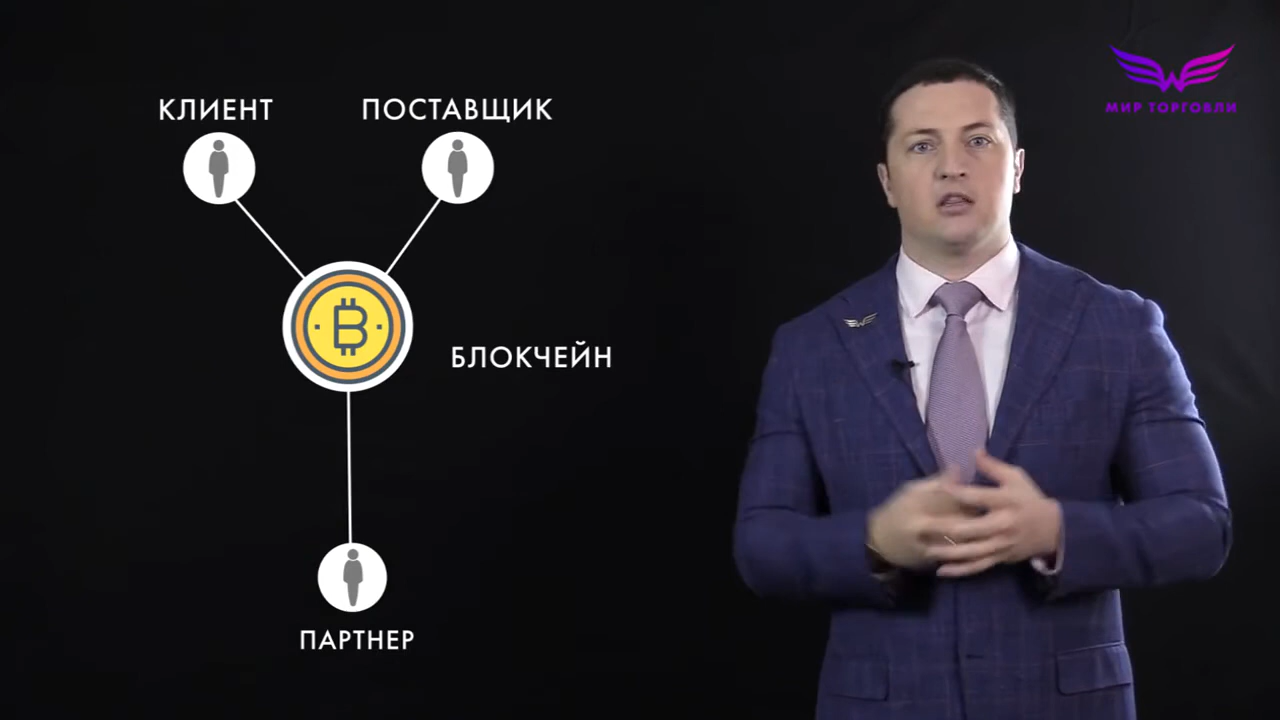 КЛИЕНТ
ПОСТАВЩИК
МИР ТОРГОВЛИ
БЛОКЧЕЙН
ПАРТНЕР